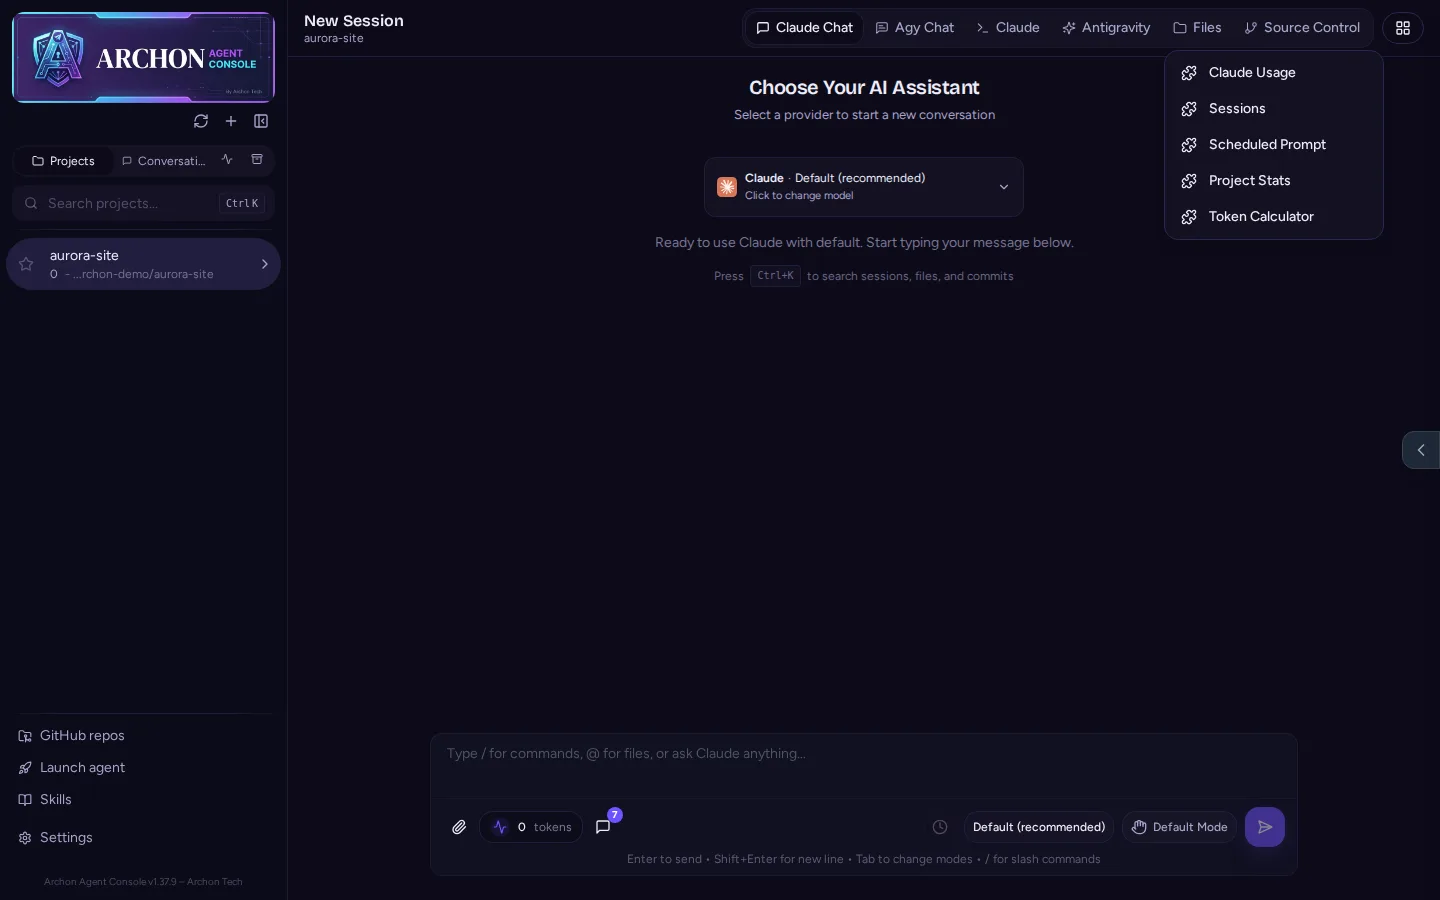 ARCHON AGENT CONSOLE
By Archon Tech
Projects
Conversati...
Search projects...
Ctrl K
aurora-site
0 - ...rchon-demo/aurora-site
GitHub repos
Launch agent
Skills
Settings
Archon Agent Console v1.37.9 – Archon Tech
New Session
aurora-site
Claude Chat
Agy Chat
Claude
Antigravity
Files
Source Control
Claude Usage
Sessions
Scheduled Prompt
Project Stats
Token Calculator
Choose Your AI Assistant
Select a provider to start a new conversation
Claude · Default (recommended)
Click to change model
Ready to use Claude with default. Start typing your message below.
Press Ctrl+K to search sessions, files, and commits
Type / for commands, @ for files, or ask Claude anything...
0 tokens
7
Default (recommended)
Default Mode
Enter to send • Shift+Enter for new line • Tab to change modes • / for slash commands